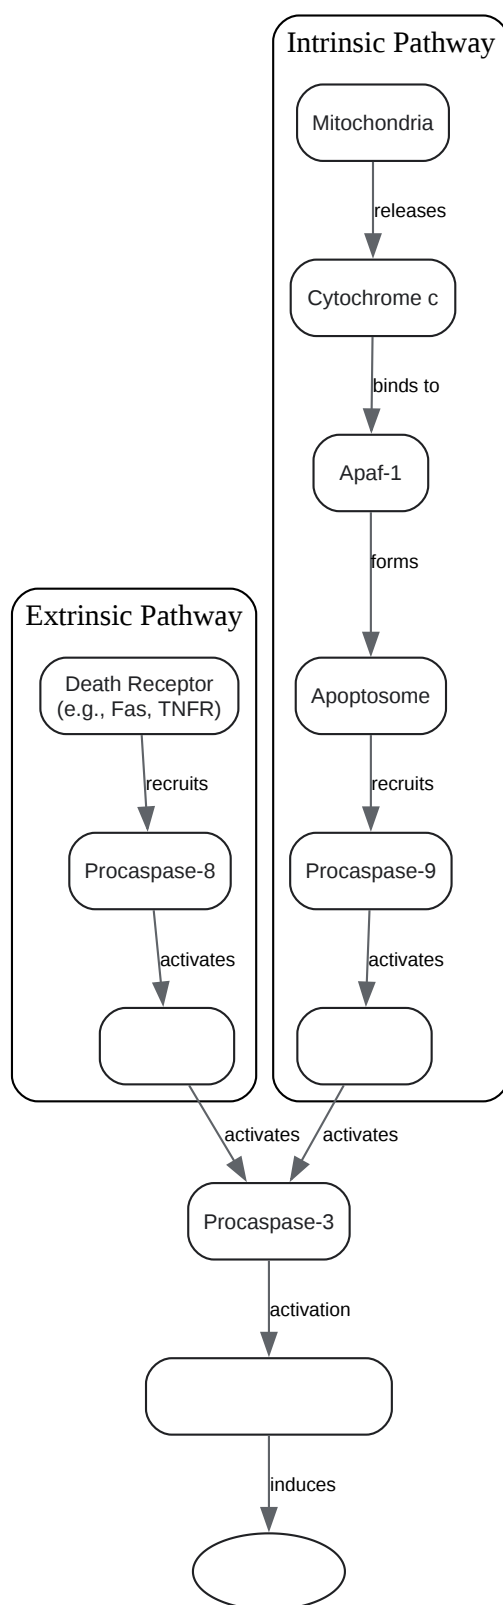 Intrinsic Pathway
Mitochondria
releases
Cytochrome c
binds to
Apaf-1
forms
Extrinsic Pathway
Death Receptor
(e.g., Fas, TNFR)
Apoptosome
recruits
recruits
Procaspase-8
Procaspase-9
activates
activates
activates
activates
Procaspase-3
activation
induces